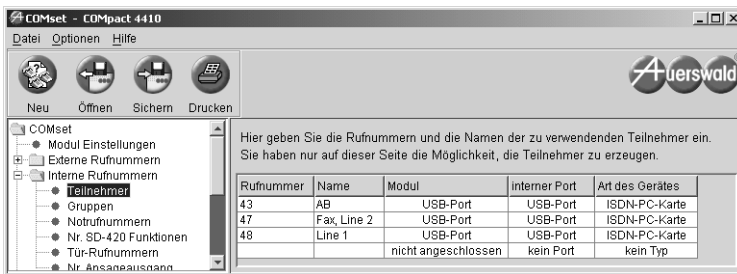 COMset - COMpact 4410
Datei Optionen Hilfe
Neu Öffnen Sichern Drucken
Auerswald
COMset
Modul Einstellungen
Externe Rufnummern
Interne Rufnummern
Teilnehmer
Gruppen
Notrufnummern
Nr. SD-420 Funktionen
Tür-Rufnummern
Nr. Ansageausgang
Hier geben Sie die Rufnummern und die Namen der zu verwendenden Teilnehmer ein.
Sie haben nur auf dieser Seite die Möglichkeit, die Teilnehmer zu erzeugen.
Rufnummer Name Modul interner Port Art des Gerätes
43 AB USB-Port USB-Port ISDN-PC-Karte
47 Fax, Line 2 USB-Port USB-Port ISDN-PC-Karte
48 Line 1 USB-Port USB-Port ISDN-PC-Karte
nicht angeschlossen kein Port kein Typ